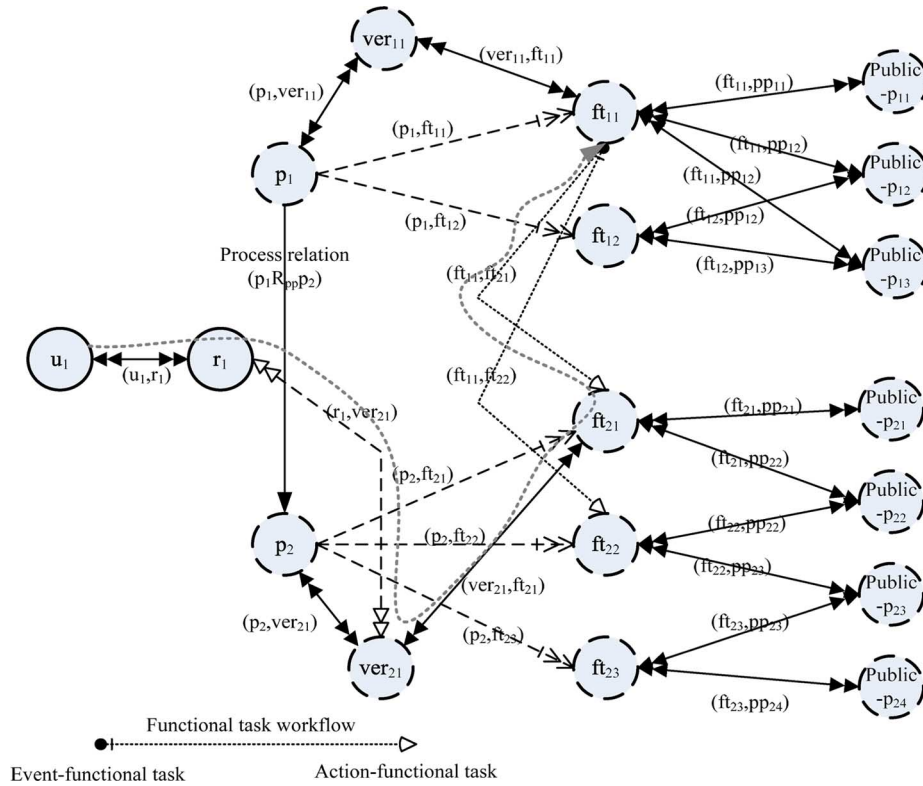 ver₁₁
(ver₁₁,ft₁₁)
(p₁,ver₁₁)
(ft₁₁,pp₁₁)
Public
-p₁₁
ft₁₁
(p₁,ft₁₁)
(ft₁₁,pp₁₂)
p₁
(ft₁₁,pp₁₂)
Public
-p₁₂
(p₁,ft₁₂)
(ft₁₂,pp₁₂)
ft₁₂
Process relation
(p₁Rₚₚp₂)
(ft₁₁,ft₂₁)
(ft₁₂,pp₁₃)
Public
-p₁₃
u₁
(u₁,r₁)
r₁
(ft₁₁,ft₂₂)
(r₁,ver₂₁)
ft₂₁
(ft₂₁,pp₂₁)
Public
-p₂₁
(p₂,ft₂₁)
(ft₂₁,pp₂₂)
Public
-p₂₂
p₂
(p₂,ft₂₂)
ft₂₂
(ft₂₂,pp₂₂)
(ft₂₂,pp₂₃)
(ver₂₁,ft₂₁)
Public
-p₂₃
(p₂,ver₂₁)
(p₂,ft₂₃)
(ft₂₃,pp₂₃)
ver₂₁
ft₂₃
Public
-p₂₄
(ft₂₃,pp₂₄)
Functional task workflow
Event-functional task
Action-functional task